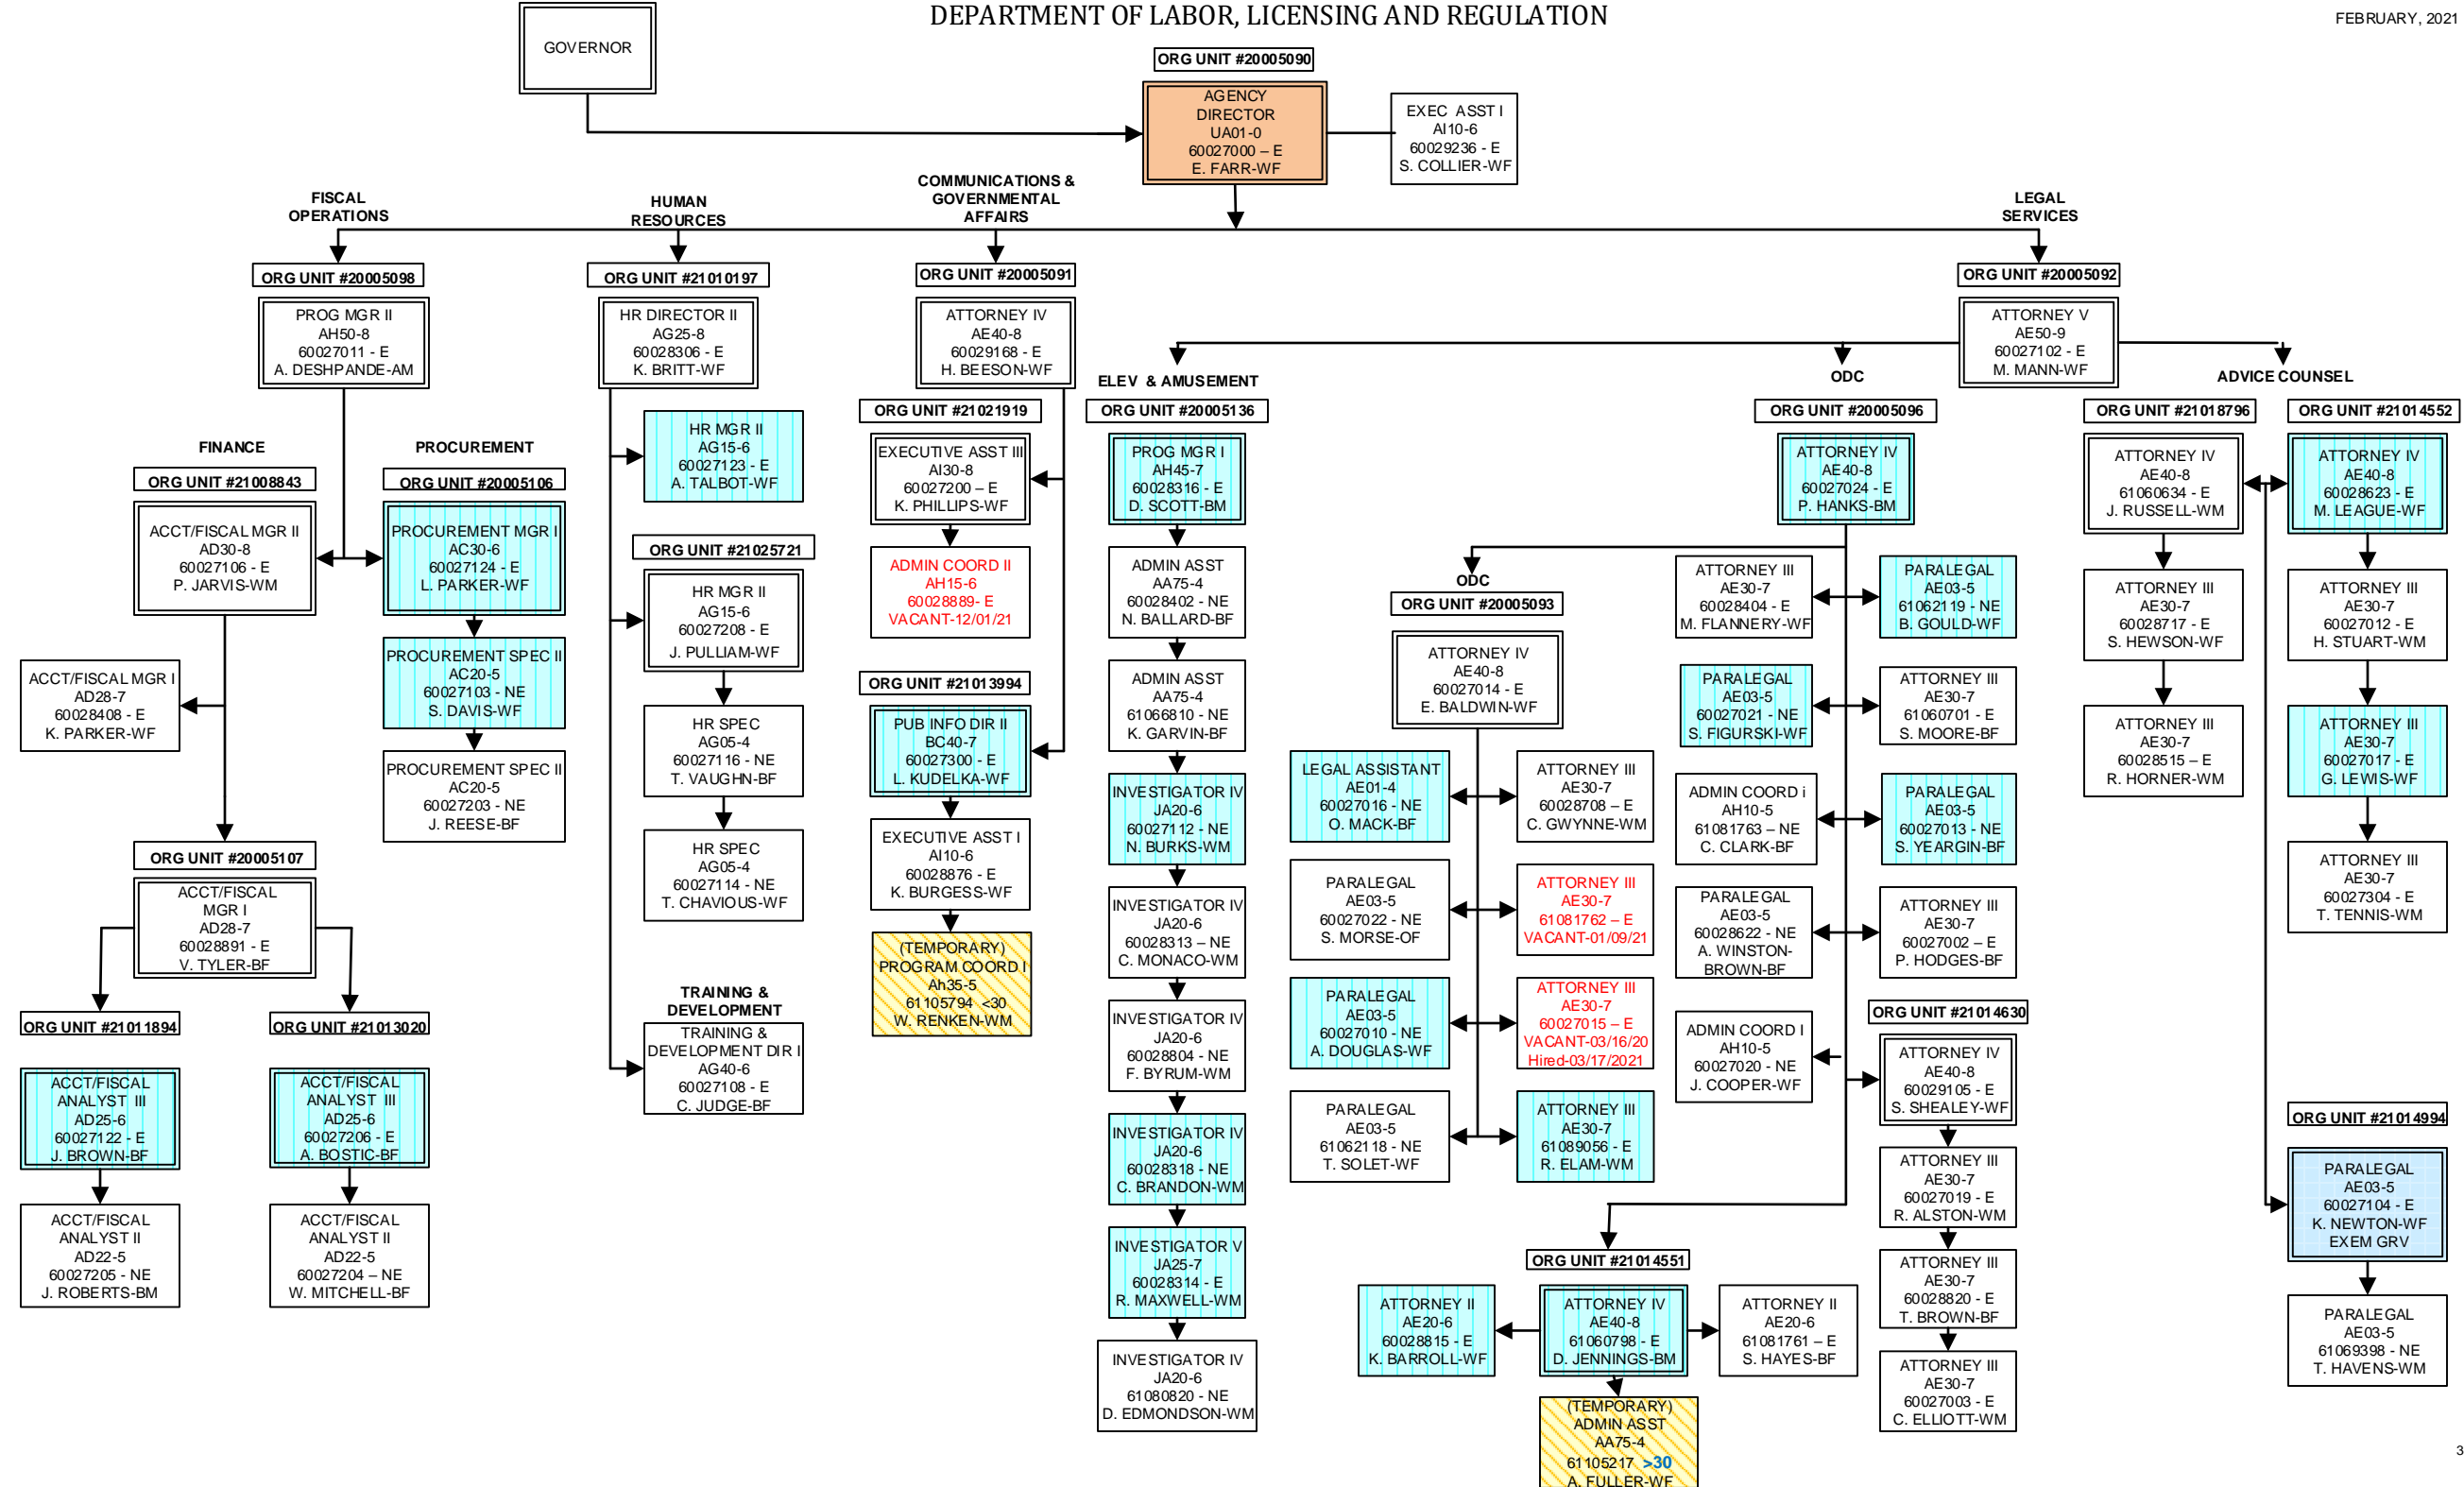 DEPARTMENT OF LABOR, LICENSING AND REGULATION
FEBRUARY, 2021
GOVERNOR
ORG UNIT #20005090
AGENCY
DIRECTOR
UA01-0
60027000 – E
E. FARR-WF
EXEC ASST I
AI10-6
60029236 - E
S. COLLIER-WF
FISCAL
OPERATIONS
HUMAN
RESOURCES
COMMUNICATIONS &
GOVERNMENTAL
AFFAIRS
LEGAL
SERVICES
ORG UNIT #20005098
PROG MGR II
AH50-8
60027011 - E
A. DESHPANDE-AM
FINANCE
ORG UNIT #21008843
ACCT/FISCAL MGR II
AD30-8
60027106 - E
P. JARVIS-WM
PROCUREMENT
ORG UNIT #20005106
PROCUREMENT MGR I
AC30-6
60027124 - E
L. PARKER-WF
PROCUREMENT SPEC II
AC20-5
60027103 - NE
S. DAVIS-WF
PROCUREMENT SPEC II
AC20-5
60027203 - NE
J. REESE-BF
ACCT/FISCAL MGR I
AD28-7
60028408 - E
K. PARKER-WF
ORG UNIT #20005107
ACCT/FISCAL
MGR I
AD28-7
60028891 - E
V. TYLER-BF
ORG UNIT #21011894
ACCT/FISCAL
ANALYST III
AD25-6
60027122 - E
J. BROWN-BF
ACCT/FISCAL
ANALYST II
AD22-5
60027205 - NE
J. ROBERTS-BM
ORG UNIT #21013020
ACCT/FISCAL
ANALYST III
AD25-6
60027206 - E
A. BOSTIC-BF
ACCT/FISCAL
ANALYST II
AD22-5
60027204 – NE
W. MITCHELL-BF
ORG UNIT #21010197
HR DIRECTOR II
AG25-8
60028306 - E
K. BRITT-WF
HR MGR II
AG15-6
60027123 - E
A. TALBOT-WF
ORG UNIT #21025721
HR MGR II
AG15-6
60027208 - E
J. PULLIAM-WF
HR SPEC
AG05-4
60027116 - NE
T. VAUGHN-BF
HR SPEC
AG05-4
60027114 - NE
T. CHAVIOUS-WF
TRAINING &
DEVELOPMENT
TRAINING &
DEVELOPMENT DIR I
AG40-6
60027108 - E
C. JUDGE-BF
ORG UNIT #20005091
ATTORNEY IV
AE40-8
60029168 - E
H. BEESON-WF
ORG UNIT #21021919
EXECUTIVE ASST III
AI30-8
60027200 – E
K. PHILLIPS-WF
ADMIN COORD II
AH15-6
60028889- E
VACANT-12/01/21
ORG UNIT #21013994
PUB INFO DIR II
BC40-7
60027300 - E
L. KUDELKA-WF
EXECUTIVE ASST I
AI10-6
60028876 - E
K. BURGESS-WF
(TEMPORARY)
PROGRAM COORD I
Ah35-5
61105794 <30
W. RENKEN-WM
ORG UNIT #20005092
ATTORNEY V
AE50-9
60027102 - E
M. MANN-WF
ELEV & AMUSEMENT
ORG UNIT #20005136
PROG MGR I
AH45-7
60028316 - E
D. SCOTT-BM
ADMIN ASST
AA75-4
60028402 - NE
N. BALLARD-BF
ADMIN ASST
AA75-4
61066810 - NE
K. GARVIN-BF
INVESTIGATOR IV
JA20-6
60027112 - NE
N. BURKS-WM
INVESTIGATOR IV
JA20-6
60028313 – NE
C. MONACO-WM
INVESTIGATOR IV
JA20-6
60028804 - NE
F. BYRUM-WM
INVESTIGATOR IV
JA20-6
60028318 - NE
C. BRANDON-WM
INVESTIGATOR V
JA25-7
60028314 - E
R. MAXWELL-WM
INVESTIGATOR IV
JA20-6
61080820 - NE
D. EDMONDSON-WM
ODC
ORG UNIT #20005096
ATTORNEY IV
AE40-8
60027024 - E
P. HANKS-BM
ODC
ORG UNIT #20005093
ATTORNEY IV
AE40-8
60027014 - E
E. BALDWIN-WF
LEGAL ASSISTANT
AE01-4
60027016 - NE
O. MACK-BF
ATTORNEY III
AE30-7
60028708 – E
C. GWYNNE-WM
PARALEGAL
AE03-5
60027022 - NE
S. MORSE-OF
ATTORNEY III
AE30-7
61081762 – E
VACANT-01/09/21
PARALEGAL
AE03-5
60027010 - NE
A. DOUGLAS-WF
ATTORNEY III
AE30-7
60027015 – E
VACANT-03/16/20
Hired-03/17/2021
PARALEGAL
AE03-5
61062118 - NE
T. SOLET-WF
ATTORNEY III
AE30-7
61089056 - E
R. ELAM-WM
ATTORNEY III
AE30-7
60028404 - E
M. FLANNERY-WF
PARALEGAL
AE03-5
61062119 - NE
B. GOULD-WF
PARALEGAL
AE03-5
60027021 - NE
S. FIGURSKI-WF
ATTORNEY III
AE30-7
61060701 - E
S. MOORE-BF
ADMIN COORD i
AH10-5
61081763 – NE
C. CLARK-BF
PARALEGAL
AE03-5
60027013 - NE
S. YEARGIN-BF
PARALEGAL
AE03-5
60028622 - NE
A. WINSTON-
BROWN-BF
ATTORNEY III
AE30-7
60027002 – E
P. HODGES-BF
ADMIN COORD I
AH10-5
60027020 - NE
J. COOPER-WF
ORG UNIT #21014630
ATTORNEY IV
AE40-8
60029105 - E
S. SHEALEY-WF
ATTORNEY III
AE30-7
60027019 - E
R. ALSTON-WM
ATTORNEY III
AE30-7
60028820 - E
T. BROWN-BF
ATTORNEY III
AE30-7
60027003 - E
C. ELLIOTT-WM
ORG UNIT #21014551
ATTORNEY II
AE20-6
60028815 - E
K. BARROLL-WF
ATTORNEY IV
AE40-8
61060798 - E
D. JENNINGS-BM
ATTORNEY II
AE20-6
61081761 – E
S. HAYES-BF
(TEMPORARY)
ADMIN ASST
AA75-4
61105217 >30
A. FULLER-WF
ADVICE COUNSEL
ORG UNIT #21018796
ATTORNEY IV
AE40-8
61060634 - E
J. RUSSELL-WM
ATTORNEY III
AE30-7
60028717 - E
S. HEWSON-WF
ATTORNEY III
AE30-7
60028515 – E
R. HORNER-WM
ORG UNIT #21014552
ATTORNEY IV
AE40-8
60028623 - E
M. LEAGUE-WF
ATTORNEY III
AE30-7
60027012 - E
H. STUART-WM
ATTORNEY III
AE30-7
60027017 - E
G. LEWIS-WF
ATTORNEY III
AE30-7
60027304 - E
T. TENNIS-WM
ORG UNIT #21014994
PARALEGAL
AE03-5
60027104 - E
K. NEWTON-WF
EXEM GRV
PARALEGAL
AE03-5
61069398 - NE
T. HAVENS-WM
3